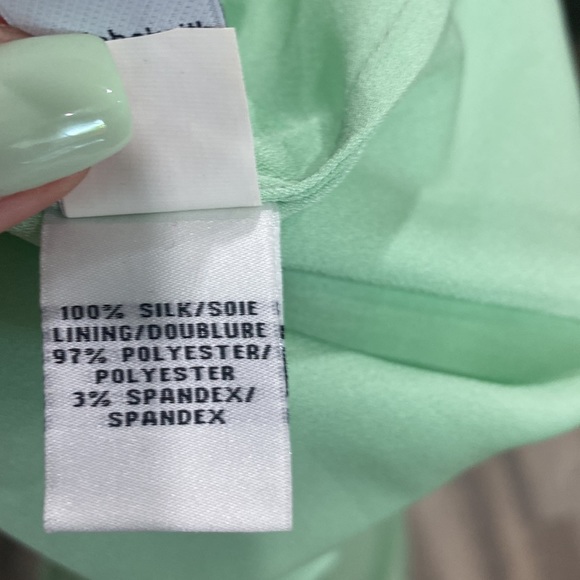 100% SILK/SOIE
LINING/DOUBLURE
97% POLYESTER/
POLYESTER
3% SPANDEX/
SPANDEX